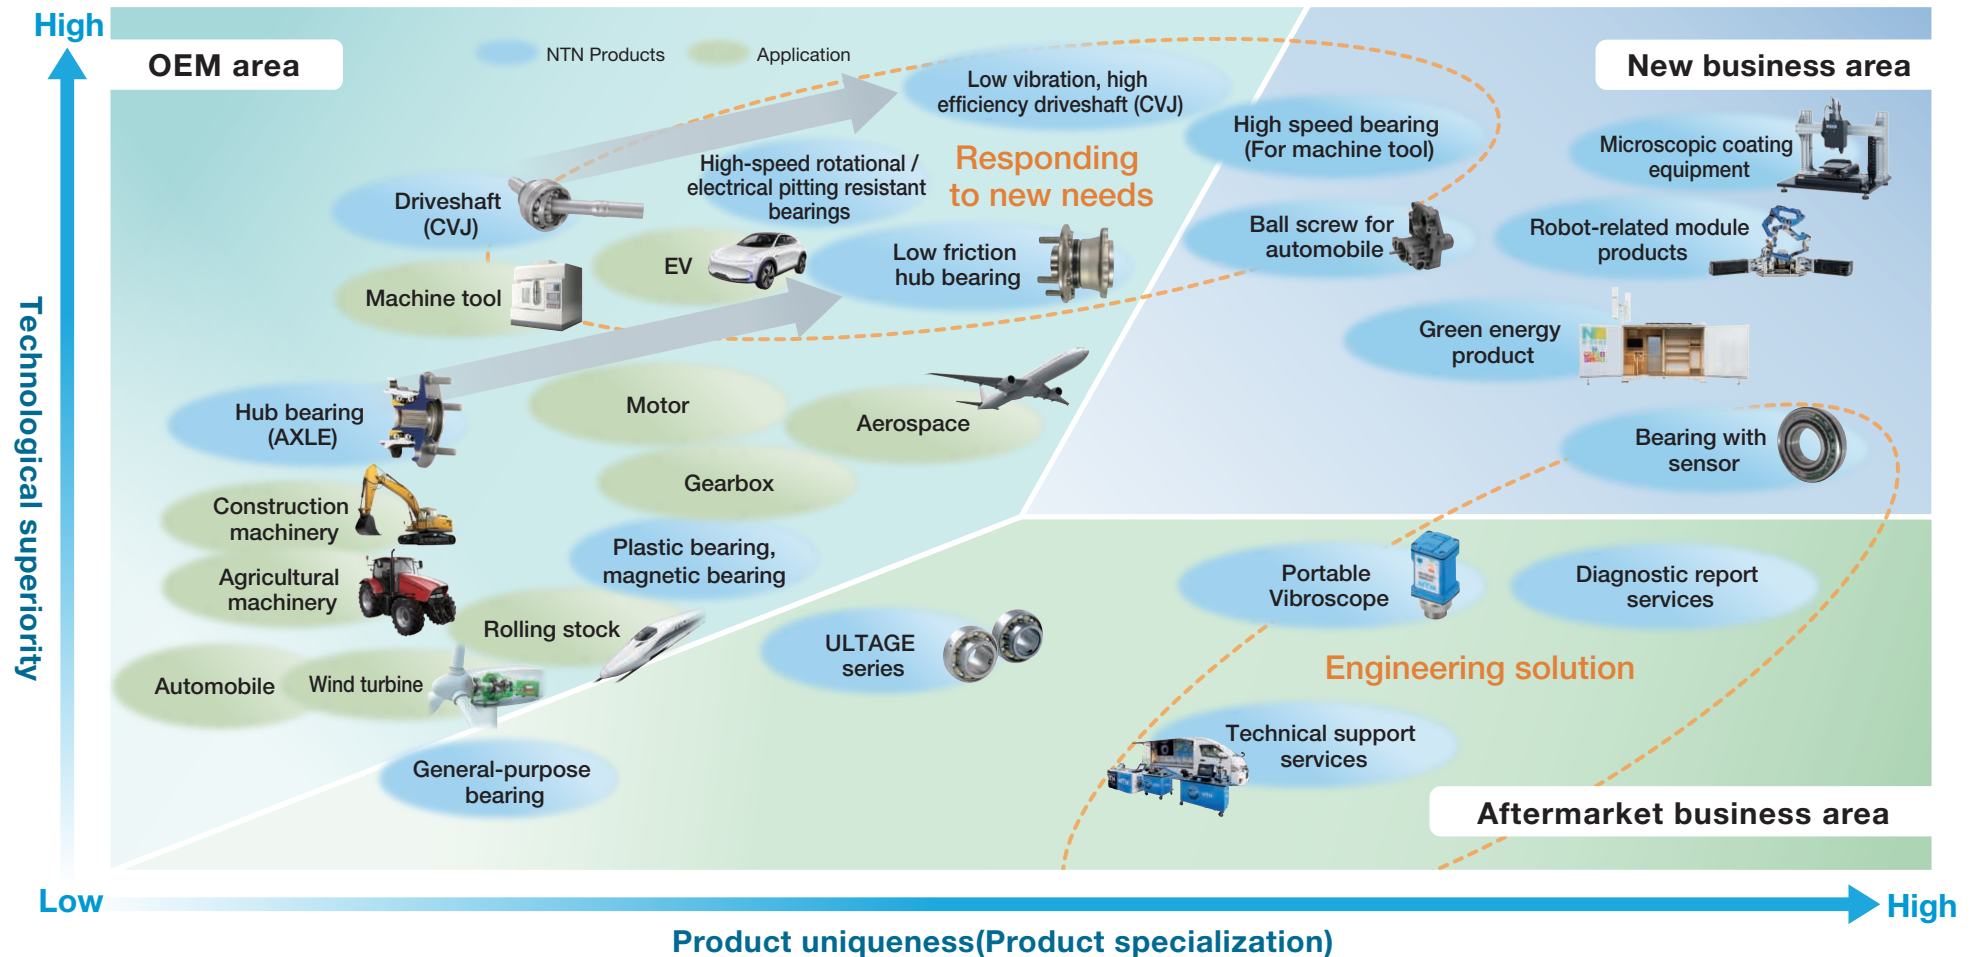 High
OEM area
NTN Products
Application
New business area
Low vibration, high
efficiency driveshaft (CVJ)
High speed bearing
(For machine tool)
Microscopic coating
equipment
High-speed rotational /
electrical pitting resistant
bearings
Responding
to new needs
Driveshaft
(CVJ)
Ball screw for
automobile
Robot-related module
products
EV
Low friction
hub bearing
Machine tool
Green energy
product
Technological superiority
Hub bearing
(AXLE)
Motor
Aerospace
Bearing with
sensor
Gearbox
Construction
machinery
Plastic bearing,
magnetic bearing
Agricultural
machinery
Portable
Vibroscope
Diagnostic report
services
Rolling stock
ULTAGE
series
Engineering solution
Automobile
Wind turbine
Technical support
services
General-purpose
bearing
Aftermarket business area
Low
High
Product uniqueness(Product specialization)